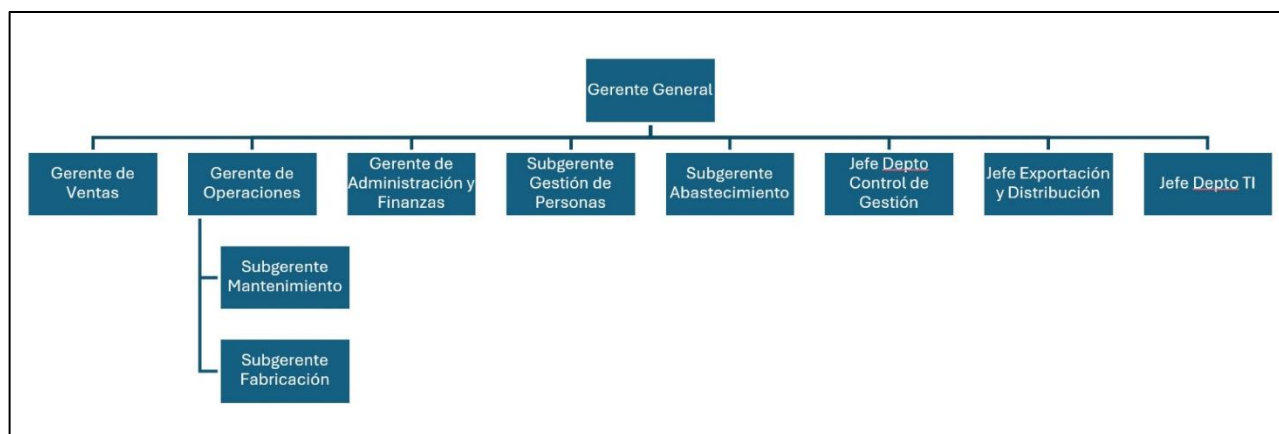 Gerente General
Gerente de
Ventas
Gerente de
Operaciones
Gerente de
Administración y
Finanzas
Subgerente
Gestión de
Personas
Subgerente
Abastecimiento
Jefe Depto
Control de
Gestión
Jefe Exportación
y Distribución
Jefe Depto TI
Subgerente
Mantenimiento
Subgerente
Fabricación